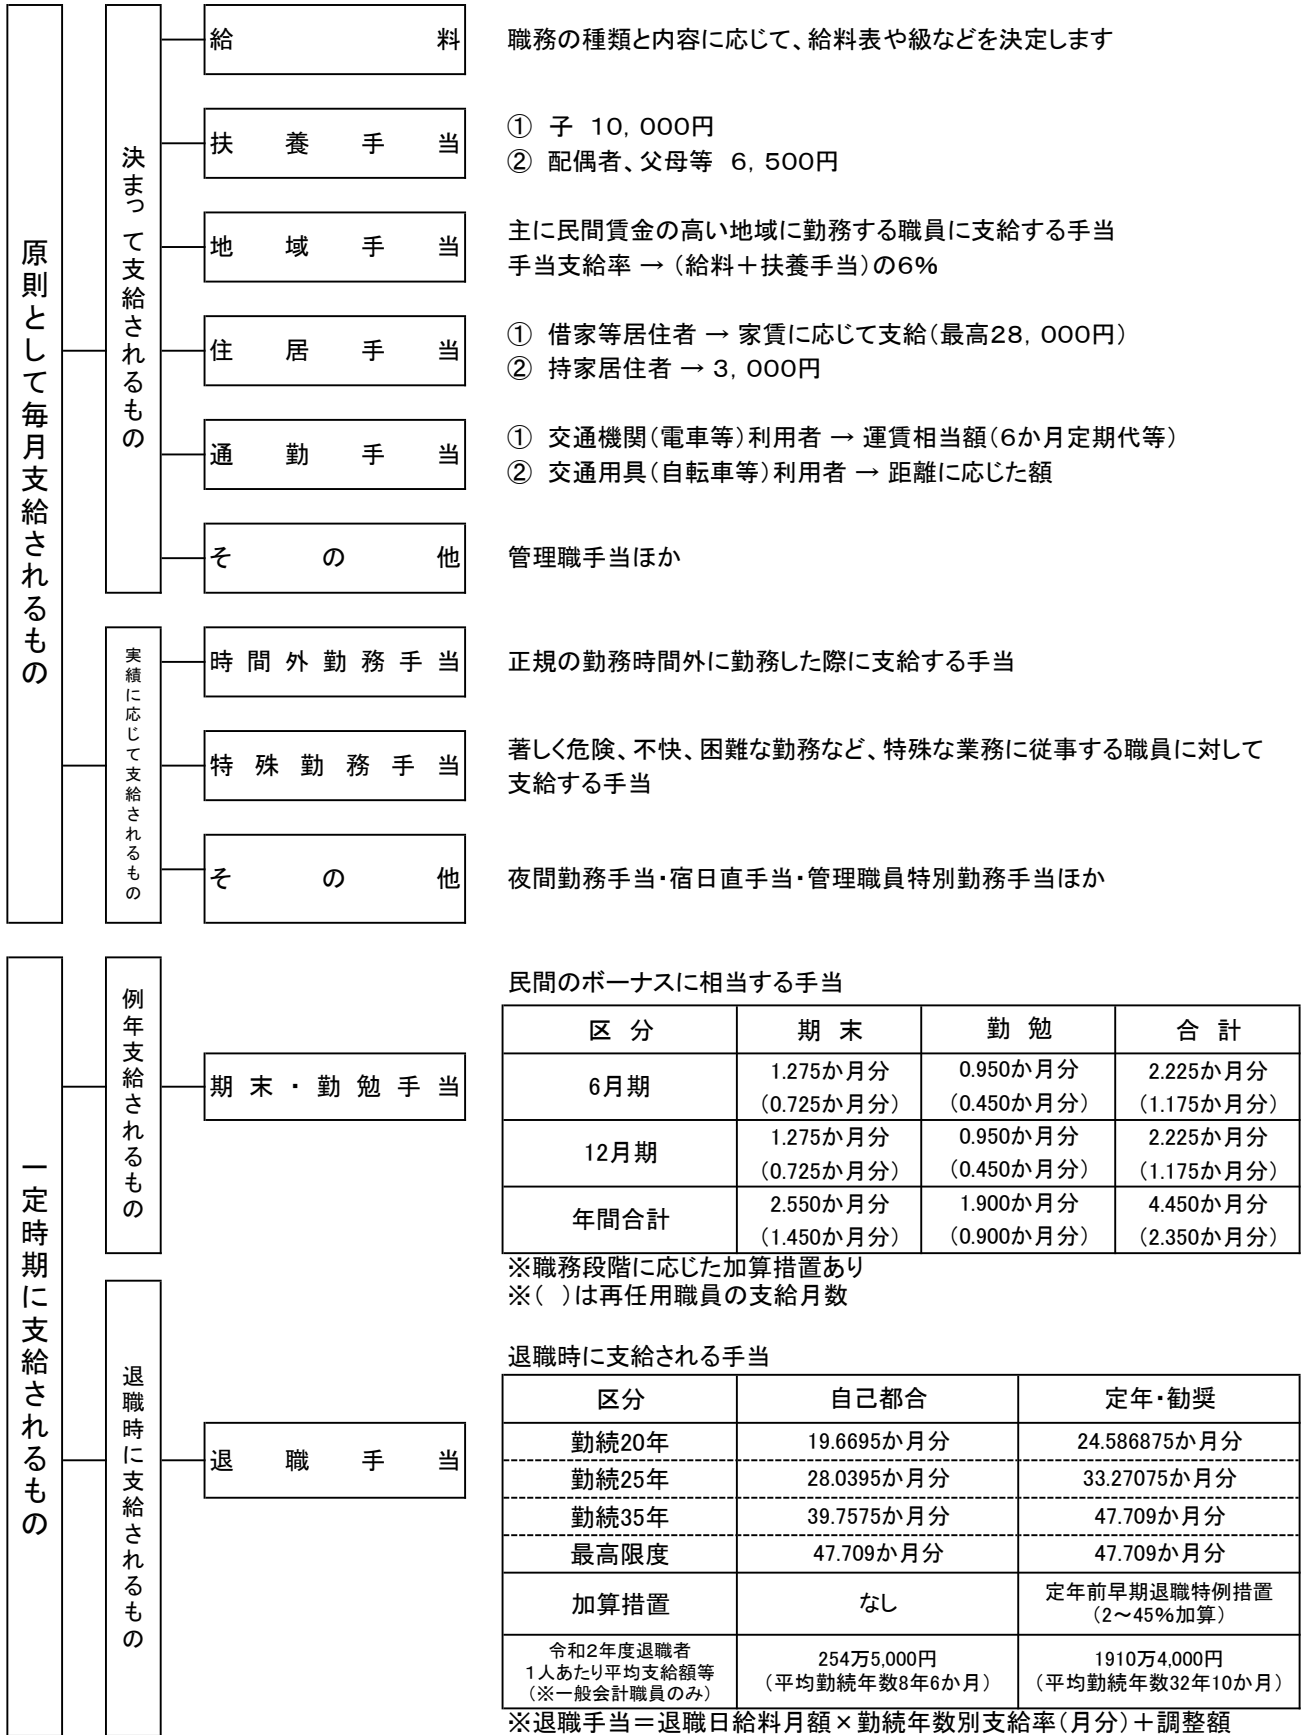 原則として毎月支給されるもの
決まって支給されるもの
給料
職務の種類と内容に応じて、給料表や級などを決定します
扶養手当
① 子 10,000円
② 配偶者、父母等 6,500円
地域手当
主に民間賃金の高い地域に勤務する職員に支給する手当
手当支給率 → (給料+扶養手当)の6%
住居手当
① 借家等居住者 → 家賃に応じて支給(最高28,000円)
② 持家居住者 → 3,000円
通勤手当
① 交通機関(電車等)利用者 → 運賃相当額(6か月定期代等)
② 交通用具(自転車等)利用者 → 距離に応じた額
その他
管理職手当ほか
実績に応じて支給されるもの
時間外勤務手当
正規の勤務時間外に勤務した際に支給する手当
特殊勤務手当
著しく危険、不快、困難な勤務など、特殊な業務に従事する職員に対して
支給する手当
その他
夜間勤務手当・宿日直手当・管理職員特別勤務手当ほか
一定時期に支給されるもの
例年支給されるもの
期末・勤勉手当
民間のボーナスに相当する手当
区分 期末 勤勉 合計
6月期 1.275か月分 0.950か月分 2.225か月分
(0.725か月分) (0.450か月分) (1.175か月分)
12月期 1.275か月分 0.950か月分 2.225か月分
(0.725か月分) (0.450か月分) (1.175か月分)
年間合計 2.550か月分 1.900か月分 4.450か月分
(1.450か月分) (0.900か月分) (2.350か月分)
※職務段階に応じた加算措置あり
※( )は再任用職員の支給月数
退職時に支給されるもの
退職手当
退職時に支給される手当
区分 自己都合 定年・勧奨
勤続20年 19.6695か月分 24.586875か月分
勤続25年 28.0395か月分 33.27075か月分
勤続35年 39.7575か月分 47.709か月分
最高限度 47.709か月分 47.709か月分
加算措置 なし 定年前早期退職特例措置
(2~45%加算)
令和2年度退職者
1人あたり平均支給額等
(※一般会計職員のみ)
254万5,000円
(平均勤続年数8年6か月)
1910万4,000円
(平均勤続年数32年10か月)
※退職手当=退職日給料月額×勤続年数別支給率(月分)+調整額